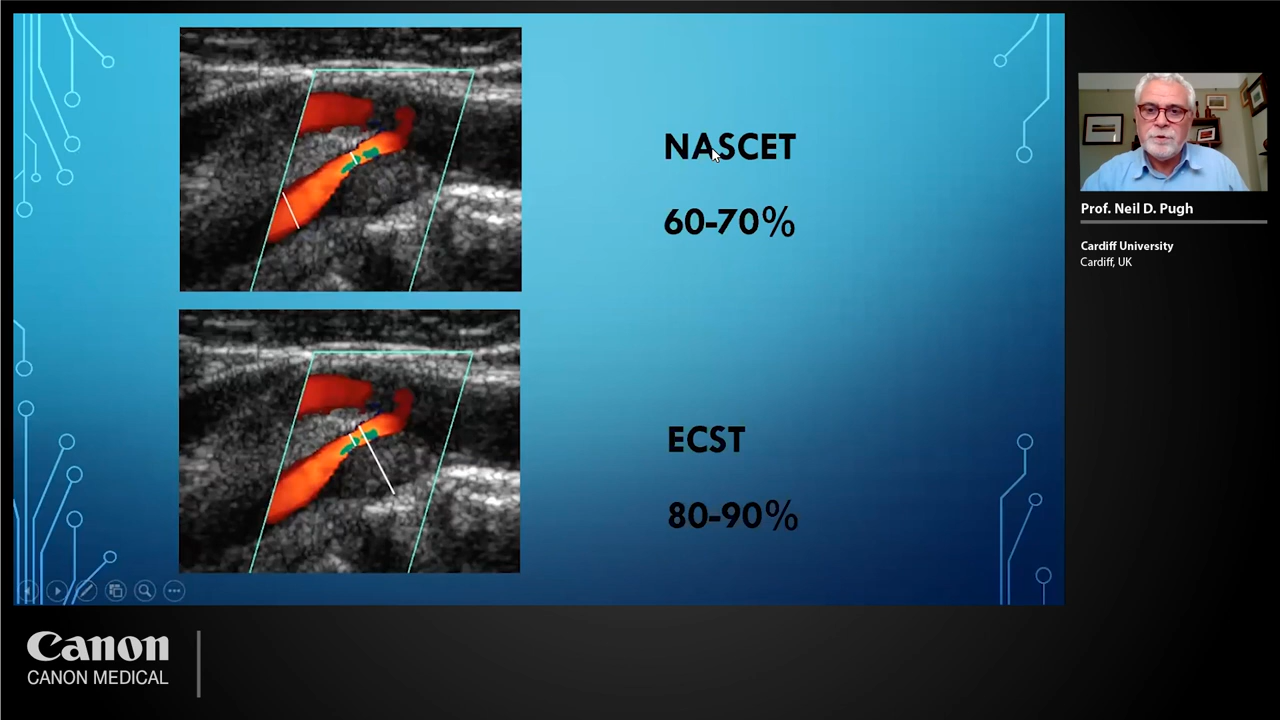 NASCET
60-70%
ECST
80-90%
Prof. Neil D. Pugh
Cardiff University
Cardiff, UK
Canon
CANON MEDICAL